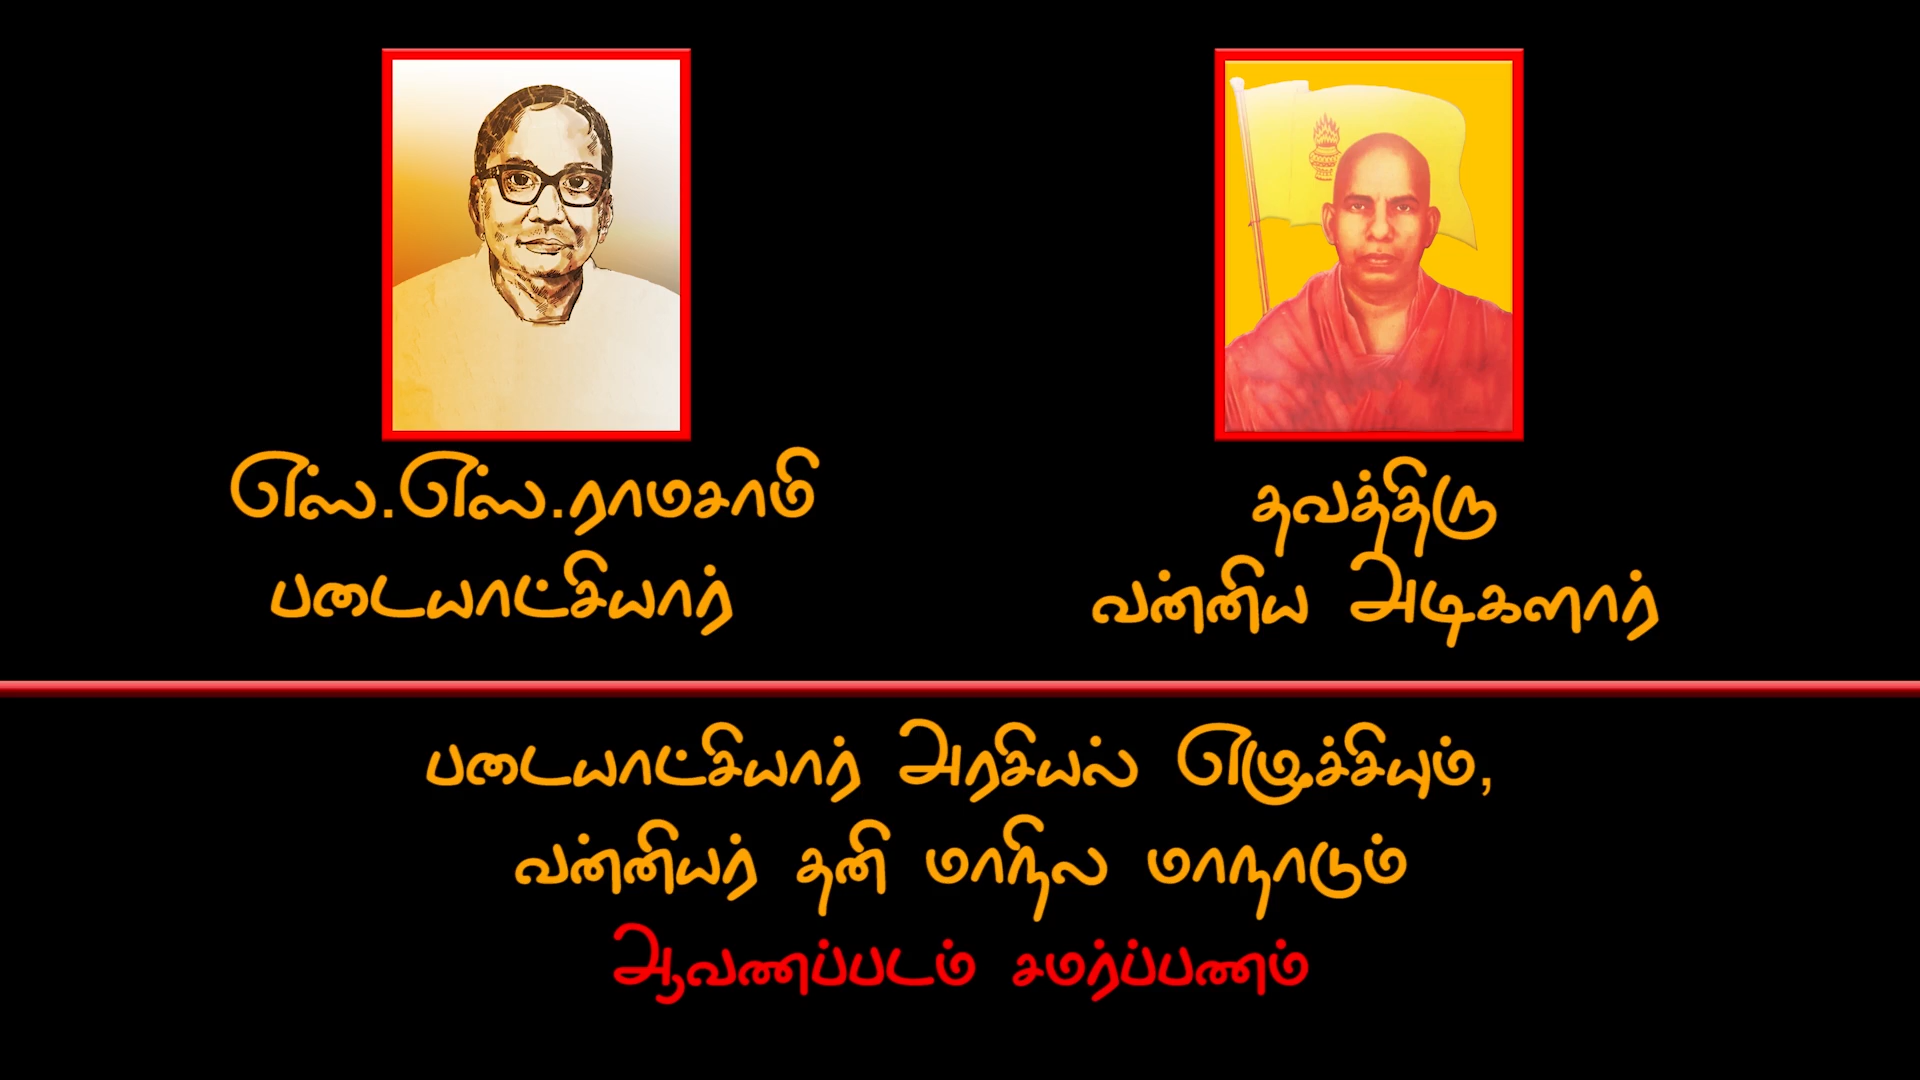 எஸ்.எஸ்.ராமசாமி
படையாட்சியார்
தவத்திரு
வன்னிய அடிகளார்
படையாட்சியார் அரசியல் எழுச்சியும்,
வன்னியர் தனி மாநில மாநாடும்
ஆவணப்படம் சமர்ப்பணம்